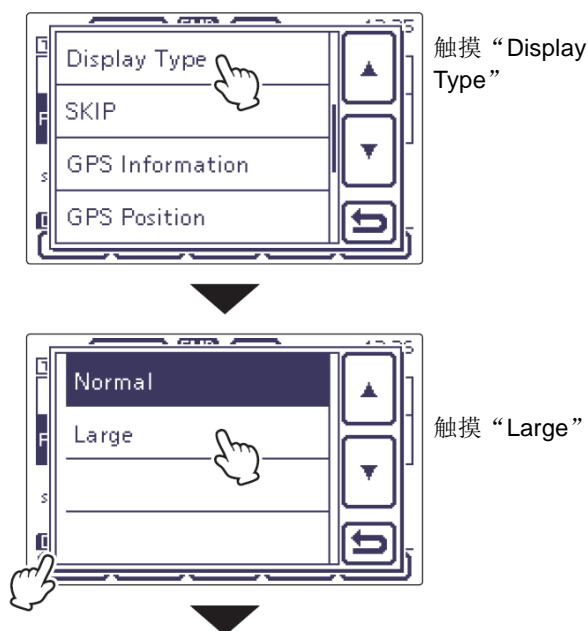 Display Type
SKIP
GPS Information
GPS Position
触摸“Display
Type”
Normal
Large
触摸“Large”